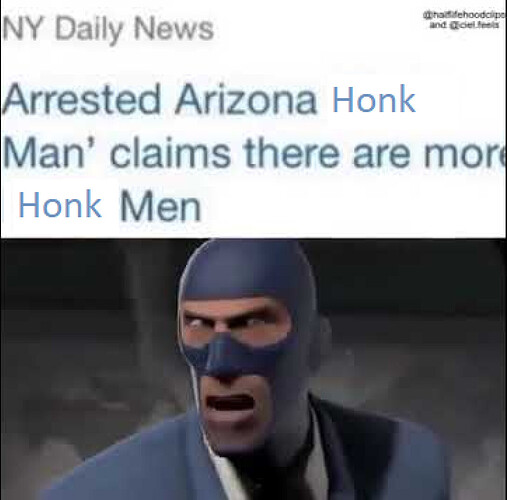 NY Daily News
@halflifehoodclips
and @ciel.feels
Arrested Arizona Honk
Man' claims there are more
Honk Men